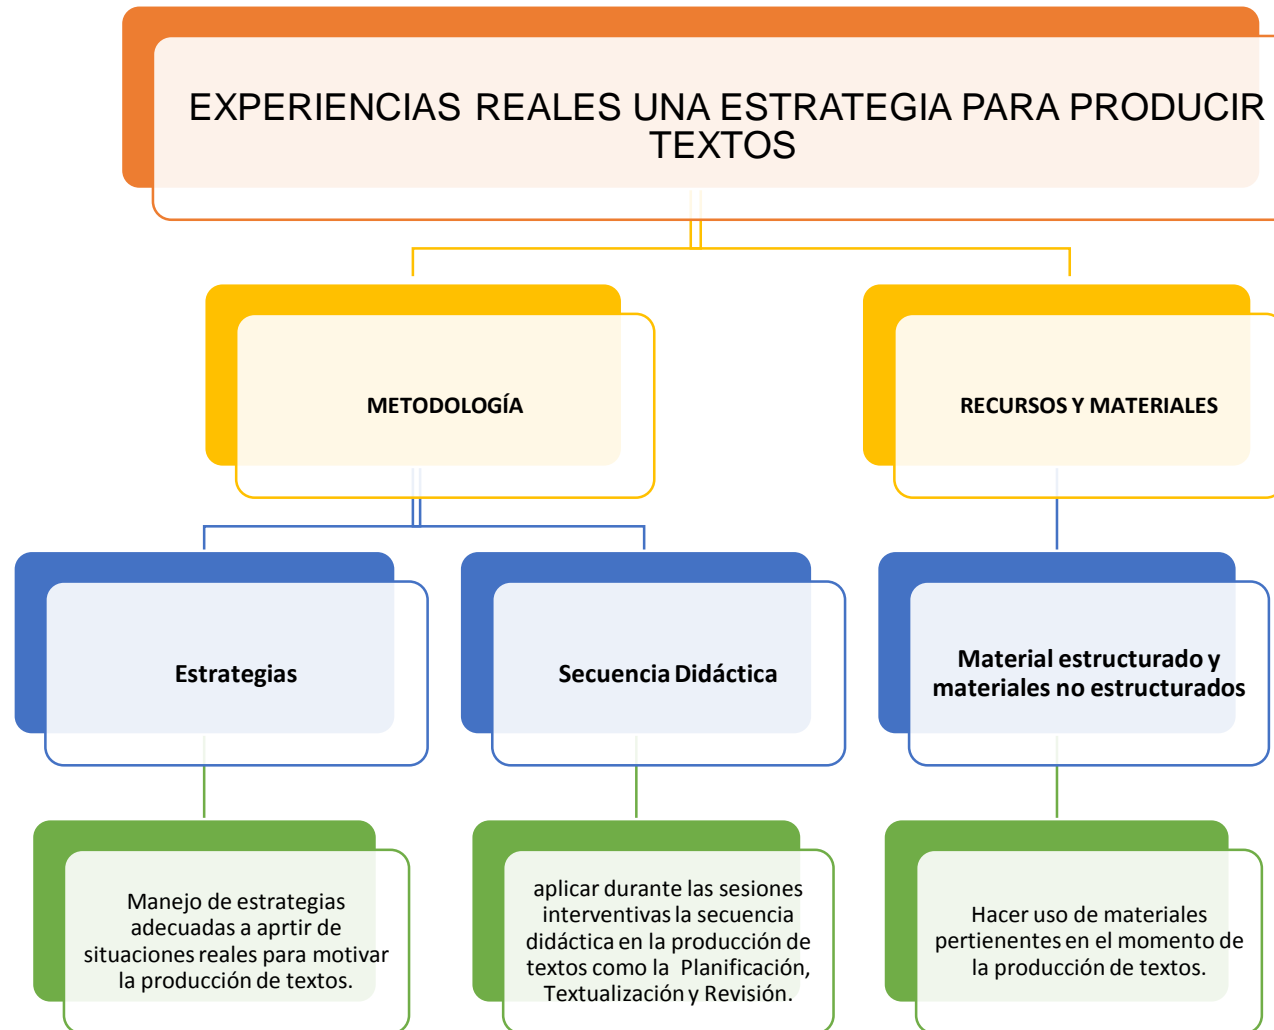 EXPERIENCIAS REALES UNA ESTRATEGIA PARA PRODUCIR
TEXTOS
METODOLOGÍA
RECURSOS Y MATERIALES
Estrategias
Secuencia Didáctica
Material estructurado y
materiales no estructurados
Manejo de estrategias
adecuadas a aprtir de
situaciones reales para motivar
la producción de textos.
aplicar durante las sesiones
interventivas la secuencia
didáctica en la producción de
textos como la Planificación,
Textualización y Revisión.
Hacer uso de materiales
pertienentes en el momento de
la producción de textos.